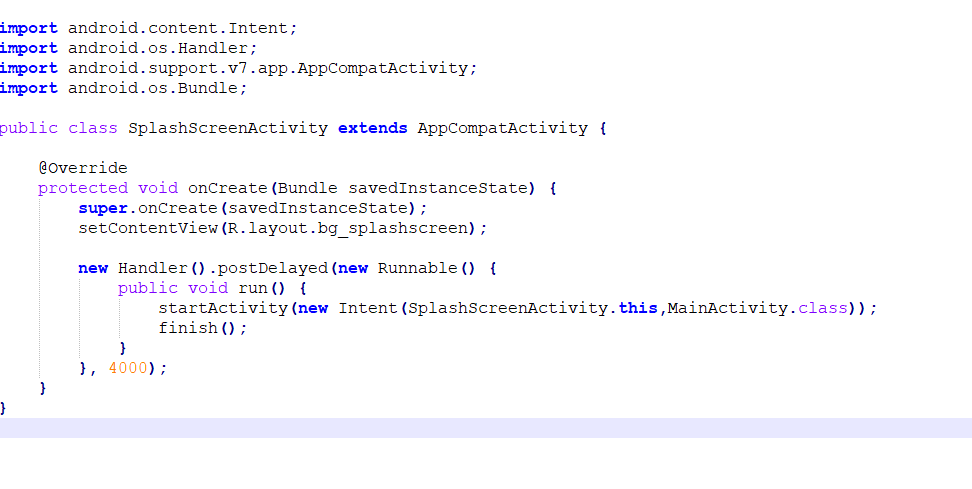 import android.content.Intent;
import android.os.Handler;
import android.support.v7.app.AppCompatActivity;
import android.os.Bundle;
public class SplashScreenActivity extends AppCompatActivity {
@Override
protected void onCreate(Bundle savedInstanceState) {
super.onCreate(savedInstanceState);
setContentView(R.layout.bg_splashscreen);
new Handler().postDelayed(new Runnable() {
public void run() {
startActivity(new Intent(SplashScreenActivity.this,MainActivity.class));
finish();
}
}, 4000);
}
}